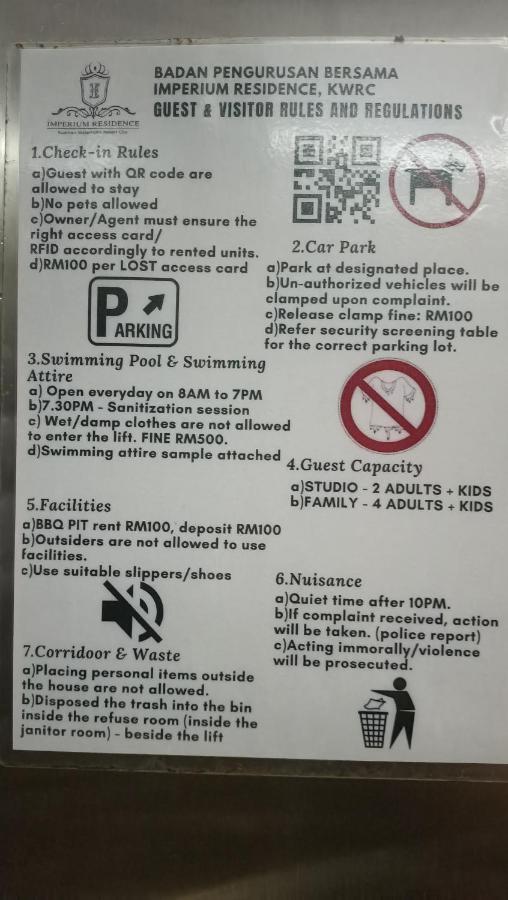 BADAN PENGURUSAN BERSAMA
IMPERIUM RESIDENCE, KWRC
GUEST & VISITOR RULES AND REGULATIONS
IMPERIUM RESIDENCE
1.Check-in Rules
a)Guest with QR code are
allowed to stay
b)No pets allowed
c)Owner/Agent must ensure the
right access card/
RFID accordingly to rented units.
d)RM100 per LOST access card
PARKING
2.Car Park
a)Park at designated place.
b)Un-authorized vehicles will be
clamped upon complaint.
c)Release clamp fine: RM100
d)Refer security screening table
for the correct parking lot.
3.Swimming Pool & Swimming
Attire
a) Open everyday on 8AM to 7PM
b)7.30PM - Sanitization session
c) Wet/damp clothes are not allowed
to enter the lift. FINE RM500.
d)Swimming attire sample attached
4.Guest Capacity
a)STUDIO - 2 ADULTS + KIDS
b)FAMILY - 4 ADULTS + KIDS
5.Facilities
a)BBQ PIT rent RM100, deposit RM100
b)Outsiders are not allowed to use
facilities.
c)Use suitable slippers/shoes
6.Nuisance
a)Quiet time after 10PM.
b)If complaint received, action
will be taken. (police report)
c)Acting immorally/violence
will be prosecuted.
7.Corridoor & Waste
a)Placing personal items outside
the house are not allowed.
b)Disposed the trash into the bin
inside the refuse room (inside the
janitor room) - beside the lift